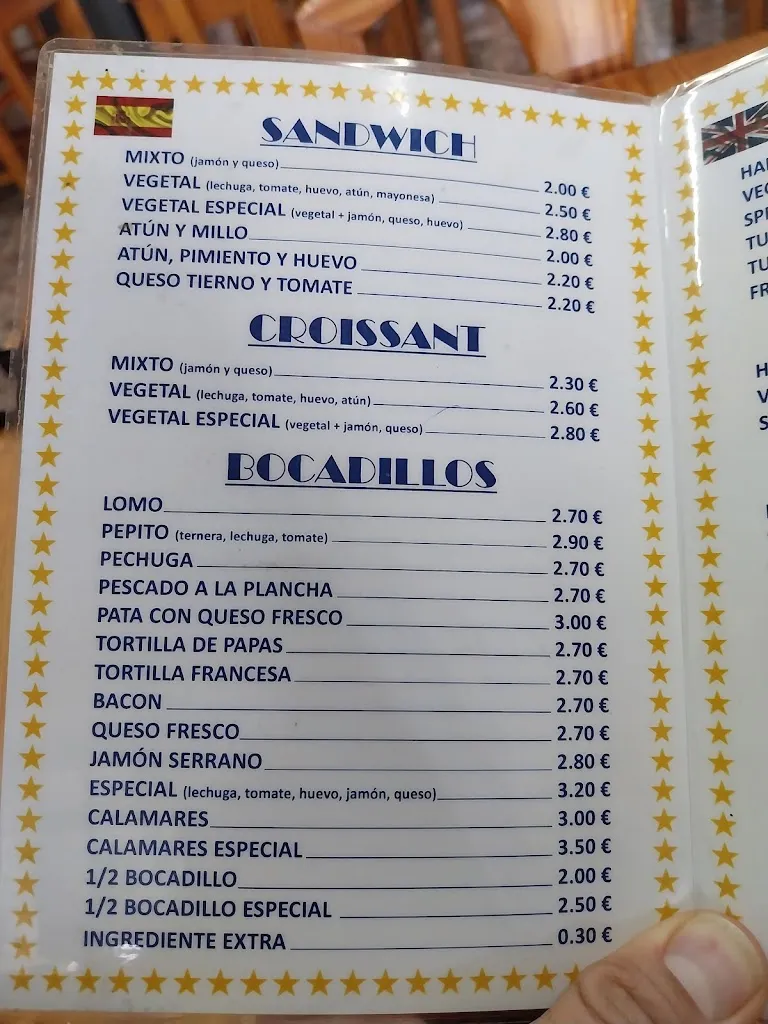 SANDWICH
MIXTO (jamón y queso) 2.00 €
VEGETAL (lechuga, tomate, huevo, atún, mayonesa) 2.50 €
VEGETAL ESPECIAL (vegetal + jamón, queso, huevo) 2.80 €
ATÚN Y MILLO 2.00 €
ATÚN, PIMIENTO Y HUEVO 2.20 €
QUESO TIERNO Y TOMATE 2.20 €
CROISSANT
MIXTO (jamón y queso) 2.30 €
VEGETAL (lechuga, tomate, huevo, atún) 2.60 €
VEGETAL ESPECIAL (vegetal + jamón, queso) 2.80 €
BOCADILLOS
LOMO 2.70 €
PEPITO (ternera, lechuga, tomate) 2.90 €
PECHUGA 2.70 €
PESCADO A LA PLANCHA 2.70 €
PATA CON QUESO FRESCO 3.00 €
TORTILLA DE PAPAS 2.70 €
TORTILLA FRANCESA 2.70 €
BACON 2.70 €
QUESO FRESCO 2.70 €
JAMÓN SERRANO 2.80 €
ESPECIAL (lechuga, tomate, huevo, jamón, queso) 3.20 €
CALAMARES 3.00 €
CALAMARES ESPECIAL 3.50 €
1/2 BOCADILLO 2.00 €
1/2 BOCADILLO ESPECIAL 2.50 €
INGREDIENTE EXTRA 0.30 €